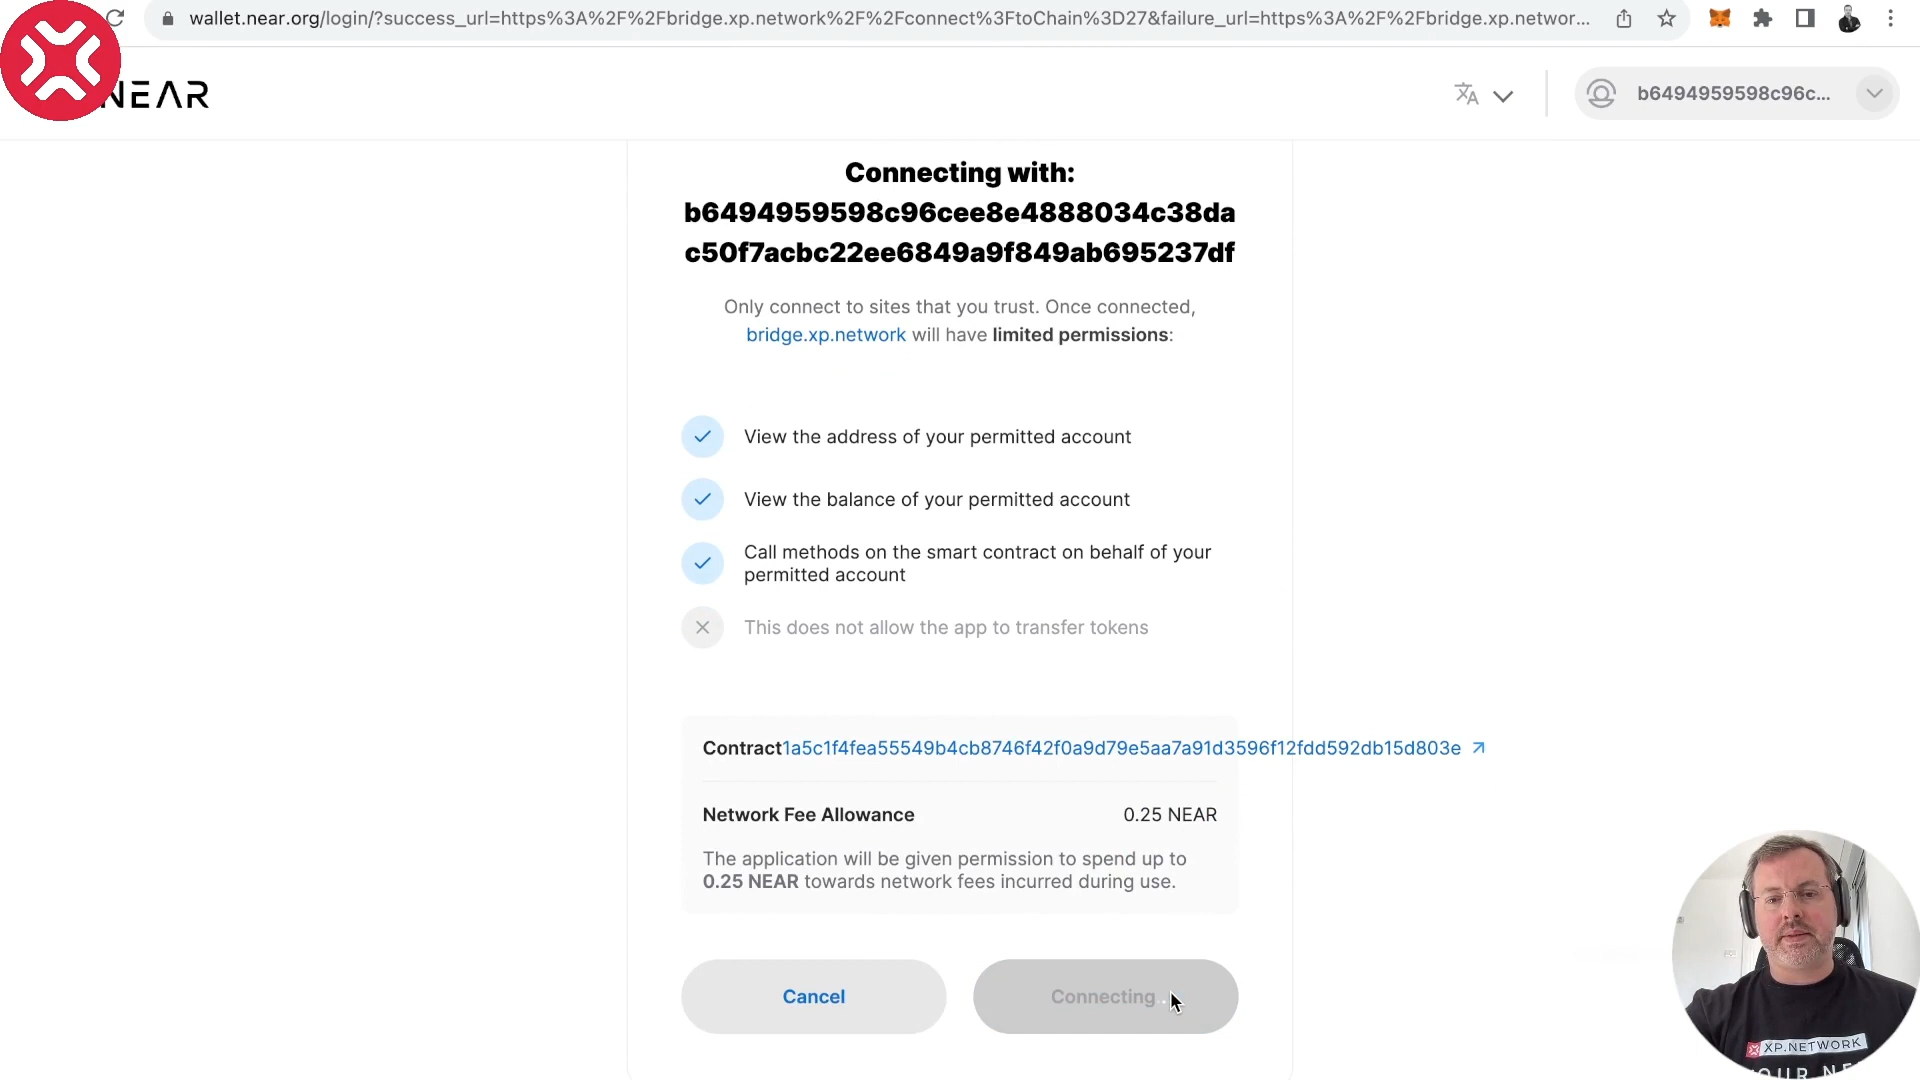 wallet.near.org/login/?success_url=https%3A%2F%2Fbridge.xp.network%2F%2Fconnect%3FtoChain%3D27&failure_url=https%3A%2F%2Fbridge.xp.networ...
NEAR
b6494959598c96c...
Connecting with:
b6494959598c96cee8e4888034c38da
c50f7acbc22ee6849a9f849ab695237df
Only connect to sites that you trust. Once connected,
bridge.xp.network will have limited permissions:
View the address of your permitted account
View the balance of your permitted account
Call methods on the smart contract on behalf of your
permitted account
This does not allow the app to transfer tokens
Contract1a5c1f4fea55549b4cb8746f42f0a9d79e5aa7a91d3596f12fdd592db15d803e
Network Fee Allowance 0.25 NEAR
The application will be given permission to spend up to
0.25 NEAR towards network fees incurred during use.
Cancel
Connecting
XP.NETWORK